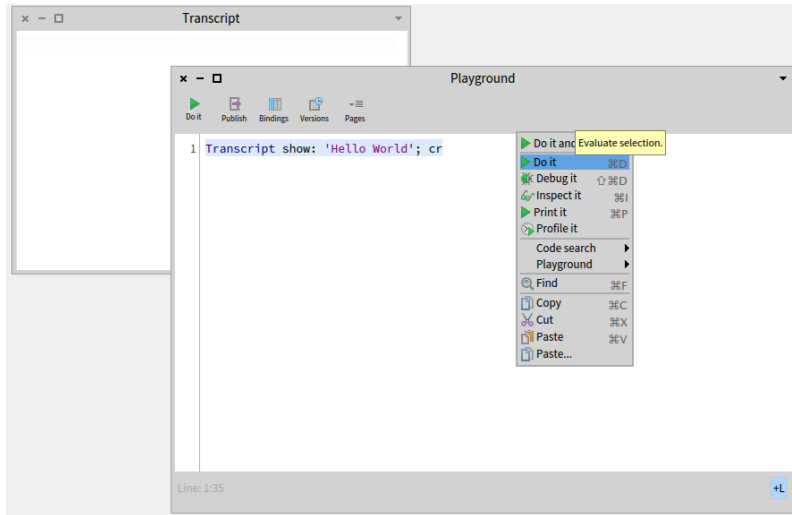 Transcript
Playground
Do it Publish Bindings Versions Pages
1 Transcript show: 'Hello World'; cr
Do it and
Evaluate selection.
Do it ⌘D
Debug it ⇧⌘D
Inspect it ⌘I
Print it ⌘P
Profile it
Code search
Playground
Find ⌘F
Copy ⌘C
Cut ⌘X
Paste ⌘V
Paste...
Line: 1:35
+L